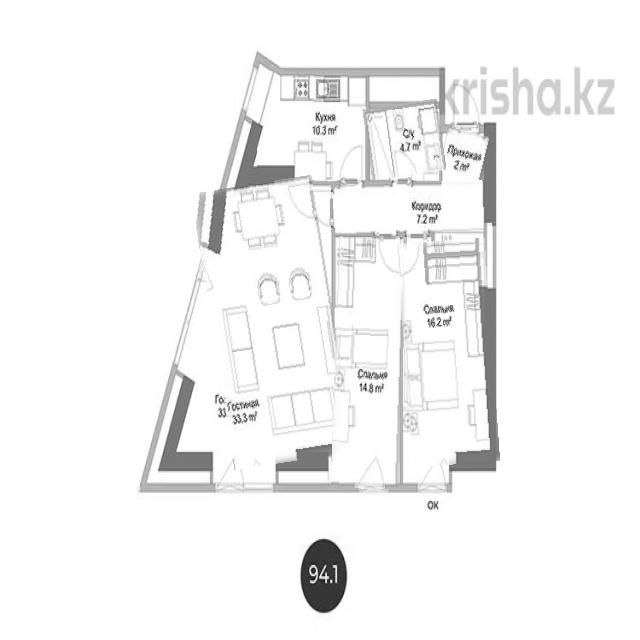 krisha.kz
Кухня
10.3 m²
С/у
4.7 m²
Прихожая
2 m²
Коридор
7.2 m²
Спальня
16.2 m²
Спальня
14.8 m²
Гос
33
Гостиная
33.3 m²
ОК
94.1